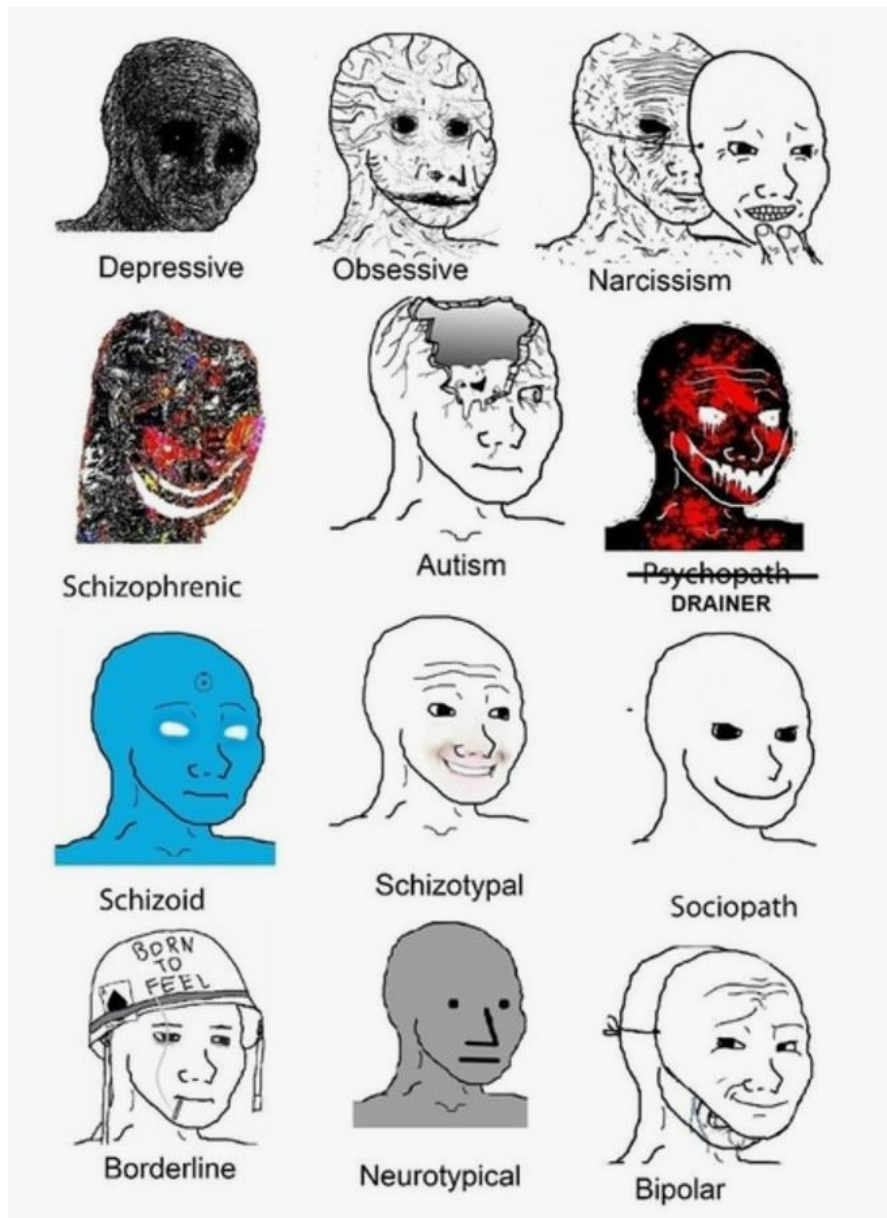 Depressive
Obsessive
Narcissism
Schizophrenic
Autism
Psychopath
DRAINER
Schizoid
Schizotypal
Sociopath
BORN
TO
FEEL
Borderline
Neurotypical
Bipolar